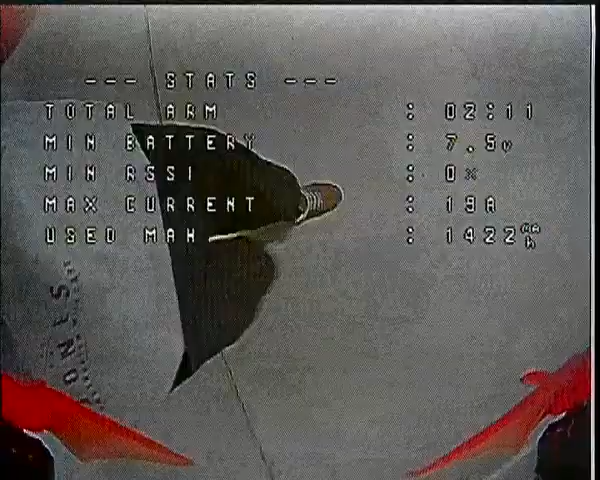 --- STATS ---
TOTAL ARM : 02:11
MIN BATTERY : 7.5V
MIN RSSI : 0%
MAX CURRENT : 19A
USED MAH : 1422MAH